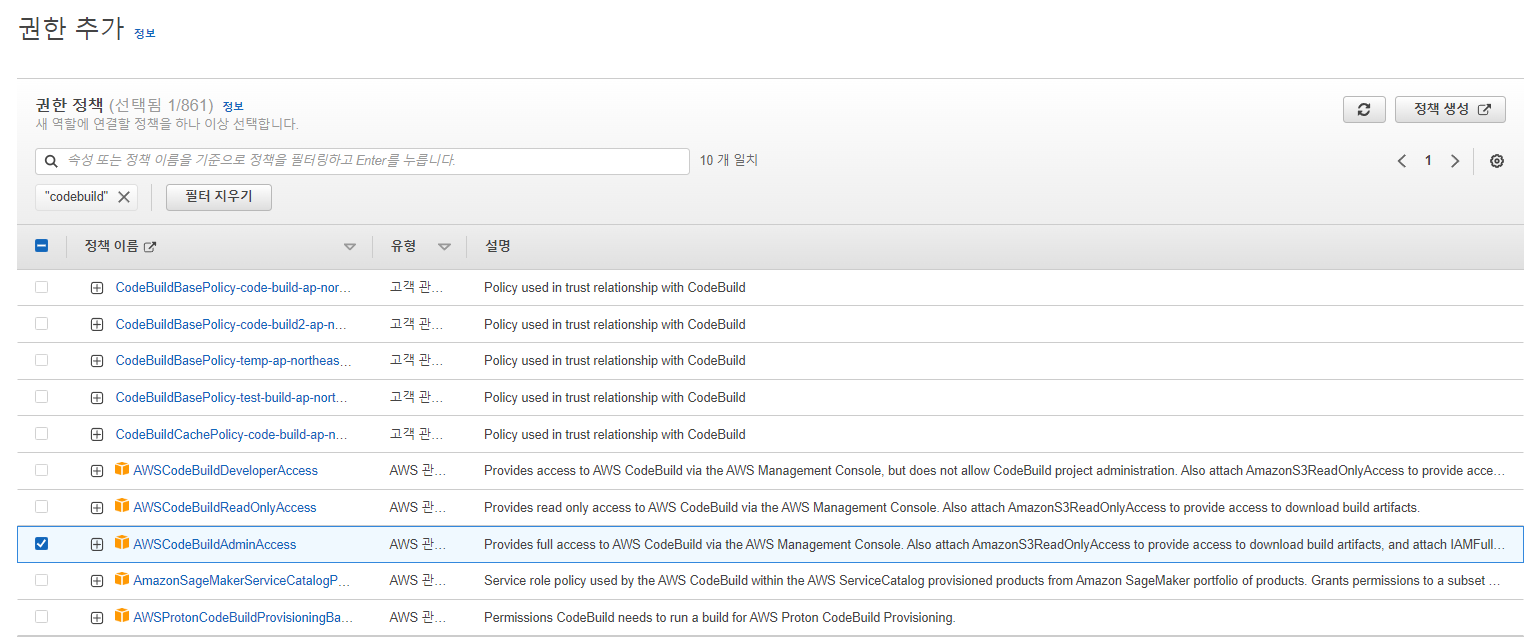 권한 추가 정보
권한 정책 (선택됨 1/861) 정보
새 역할에 연결할 정책을 하나 이상 선택합니다.
정책 생성
속성 또는 정책 이름을 기준으로 정책을 필터링하고 Enter를 누릅니다.
10 개 일치
1
"codebuild"
필터 지우기
정책 이름 유형 설명
CodeBuildBasePolicy-code-build-ap-nor... 고객 관... Policy used in trust relationship with CodeBuild
CodeBuildBasePolicy-code-build2-ap-n... 고객 관... Policy used in trust relationship with CodeBuild
CodeBuildBasePolicy-temp-ap-northeas... 고객 관... Policy used in trust relationship with CodeBuild
CodeBuildBasePolicy-test-build-ap-nort... 고객 관... Policy used in trust relationship with CodeBuild
CodeBuildCachePolicy-code-build-ap-n... 고객 관... Policy used in trust relationship with CodeBuild
AWSCodeBuildDeveloperAccess AWS 관... Provides access to AWS CodeBuild via the AWS Management Console, but does not allow CodeBuild project administration. Also attach AmazonS3ReadOnlyAccess to provide acce...
AWSCodeBuildReadOnlyAccess AWS 관... Provides read only access to AWS CodeBuild via the AWS Management Console. Also attach AmazonS3ReadOnlyAccess to provide access to download build artifacts.
AWSCodeBuildAdminAccess AWS 관... Provides full access to AWS CodeBuild via the AWS Management Console. Also attach AmazonS3ReadOnlyAccess to provide access to download build artifacts, and attach IAMFull...
AmazonSageMakerServiceCatalogP... AWS 관... Service role policy used by the AWS CodeBuild within the AWS ServiceCatalog provisioned products from Amazon SageMaker portfolio of products. Grants permissions to a subset ...
AWSProtonCodeBuildProvisioningBa... AWS 관... Permissions CodeBuild needs to run a build for AWS Proton CodeBuild Provisioning.